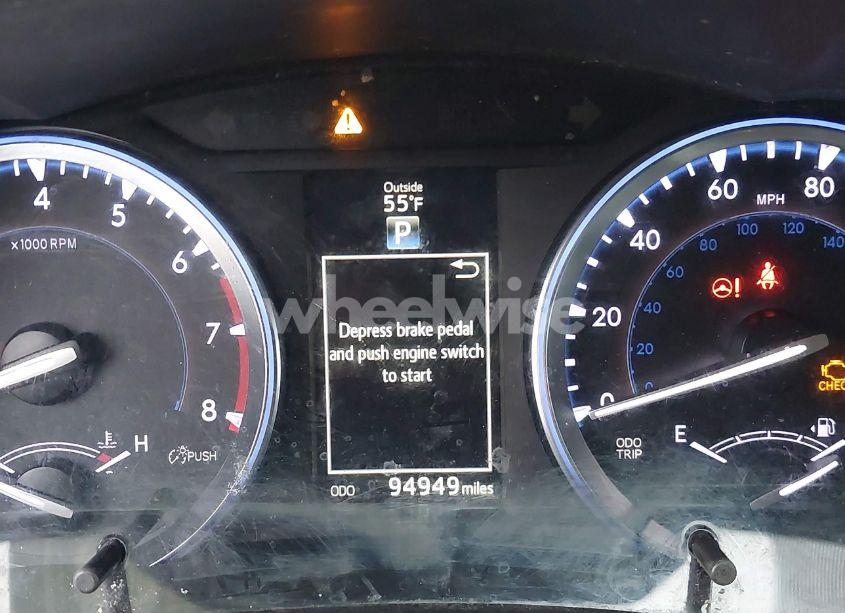 Outside
55°F
P
4
5
6
7
8
x1000 RPM
H
PUSH
Depress brake pedal
and push engine switch
to start
ODO 94949 miles
0
20
40
60
80
MPH
0
20
40
60
80
100
120
140
!
CHEC
ODO
TRIP
E
wheelwise